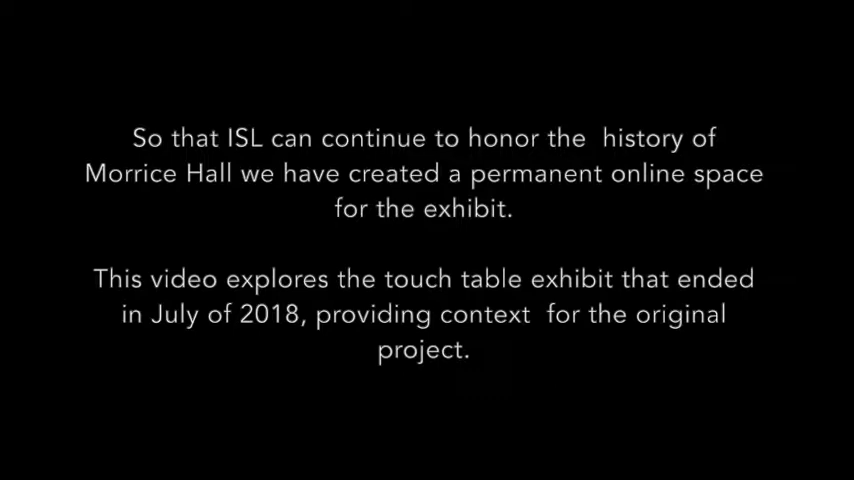 So that ISL can continue to honor the  history of
Morrice Hall we have created a permanent online space
for the exhibit.
This video explores the touch table exhibit that ended
in July of 2018, providing context  for the original
project.